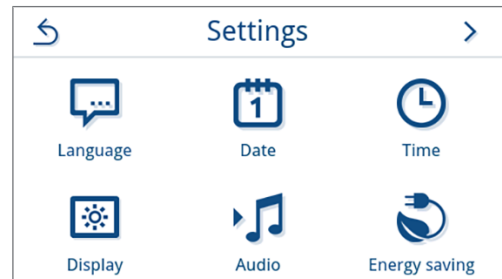 Settings
...
1
Language Date Time
Display Audio Energy saving